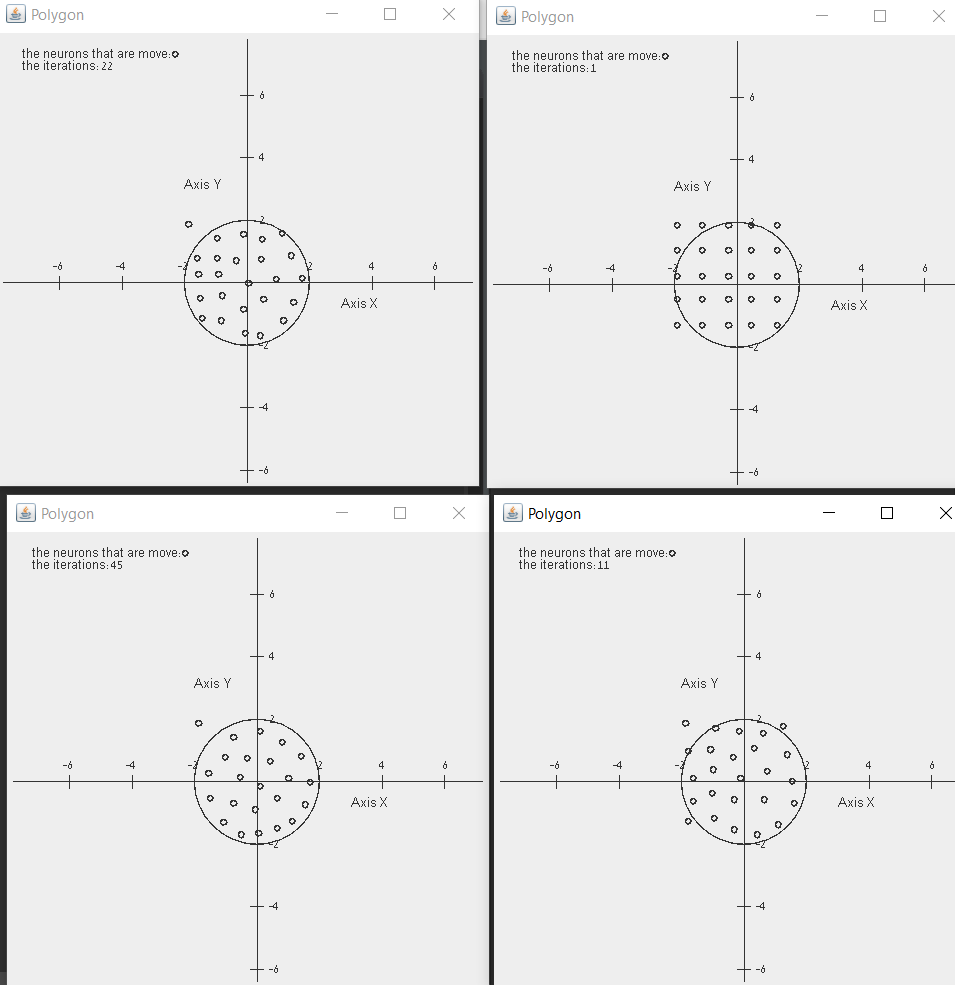 Polygon
the neurons that are move:
the iterations: 22
6
4
Axis Y
2
-6 -4 -2 2 4 6
Axis X
-2
-4
-6
Polygon
the neurons that are move:
the iterations: 1
6
4
Axis Y
2
-6 -4 -2 2 4 6
Axis X
-2
-4
-6
Polygon
the neurons that are move:
the iterations: 45
6
4
Axis Y
2
-6 -4 -2 2 4 6
Axis X
-2
-4
-6
Polygon
the neurons that are move:
the iterations: 11
6
4
Axis Y
2
-6 -4 -2 2 4 6
Axis X
-2
-4
-6